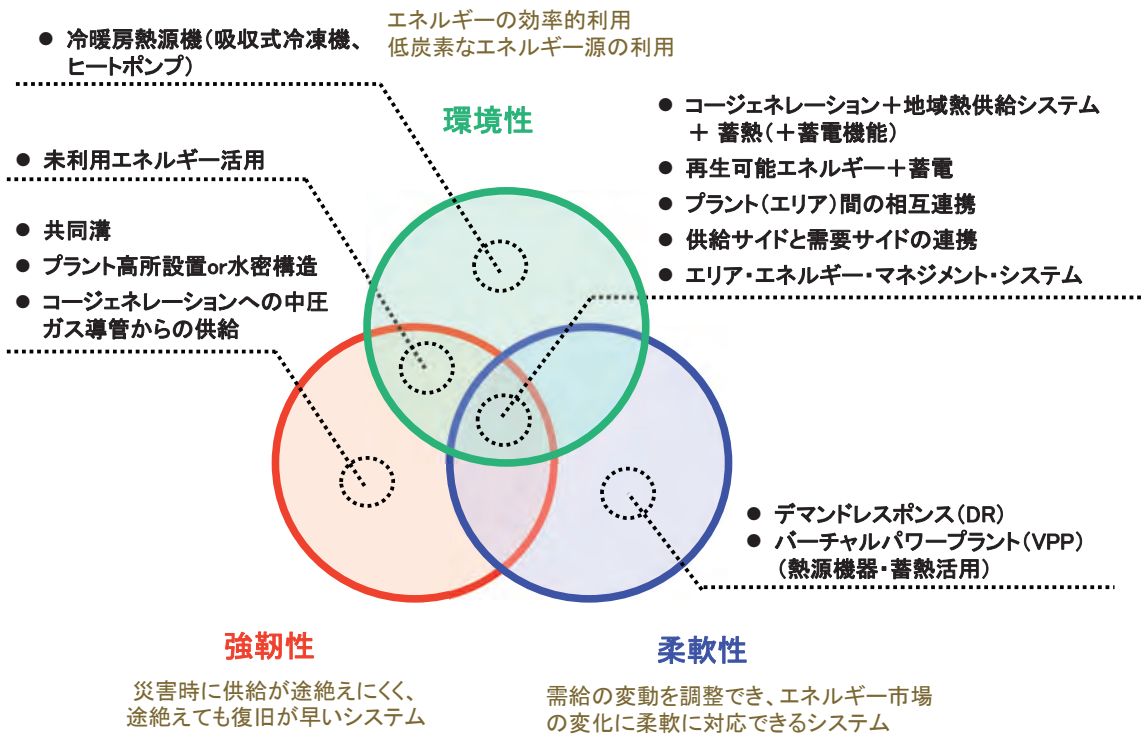 エネルギーの効率的利用
低炭素なエネルギー源の利用
● 冷暖房熱源機(吸収式冷凍機、
ヒートポンプ)
環境性
● コージェネレーション+地域熱供給システム
+ 蓄熱(+蓄電機能)
● 再生可能エネルギー+蓄電
● プラント(エリア)間の相互連携
● 供給サイドと需要サイドの連携
● エリア・エネルギー・マネジメント・システム
● 未利用エネルギー活用
● 共同溝
● プラント高所設置or水密構造
● コージェネレーションへの中圧
ガス導管からの供給
● デマンドレスポンス(DR)
● バーチャルパワープラント(VPP)
(熱源機器・蓄熱活用)
強靭性
災害時に供給が途絶えにくく、
途絶えても復旧が早いシステム
柔軟性
需給の変動を調整でき、エネルギー市場
の変化に柔軟に対応できるシステム